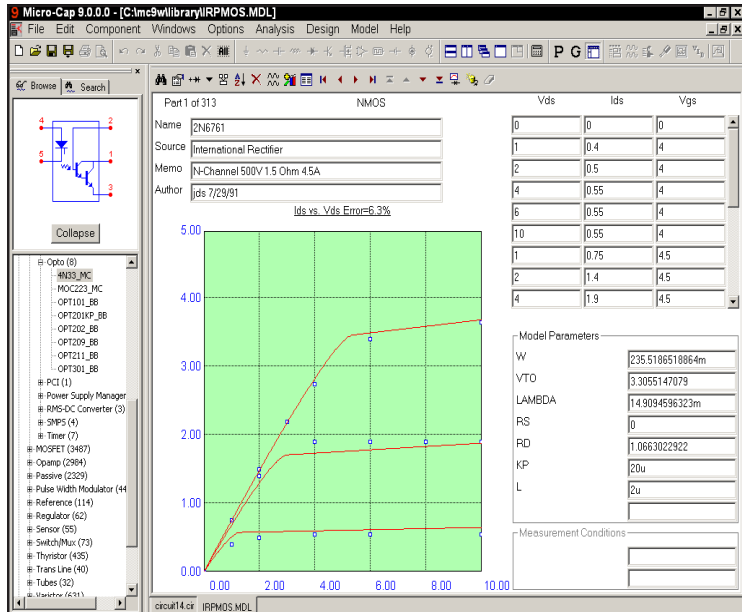 9 Micro-Cap 9.0.0.0 - [C:\mc9w\library\IRPMOS.MDL]
File Edit Component Windows Options Analysis Design Model Help
P G
Browse Search
4 2
5 1
3
Collapse
Opto (8)
4N33_MC
MOC223_MC
OPT101_BB
OPT201KP_BB
OPT202_BB
OPT209_BB
OPT211_BB
OPT301_BB
PCI (1)
Power Supply Manager
RMS-DC Converter (3)
SMPS (4)
Timer (7)
MOSFET (3487)
Opamp (2984)
Passive (2329)
Pulse Width Modulator (44
Reference (114)
Regulator (62)
Sensor (55)
Switch/Mux (73)
Thyristor (435)
Trans Line (40)
Tubes (32)
Varistor (631)
Part 1 of 313 NMOS
Name 2N6761
Source International Rectifier
Memo N-Channel 500V 1.5 Ohm 4.5A
Author jds 7/29/91
Ids vs. Vds Error=6.3%
5.00
4.00
3.00
2.00
1.00
0.00
0.00 2.00 4.00 6.00 8.00 10.00
Vds Ids Vgs
0 0 0
1 0.4 4
2 0.5 4
4 0.55 4
6 0.55 4
10 0.55 4
1 0.75 4.5
2 1.4 4.5
4 1.9 4.5
Model Parameters
W 235.5186518864m
VTO 3.3055147079
LAMBDA 14.9094596323m
RS 0
RD 1.0663022922
KP 20u
L 2u
Measurement Conditions
circuit14.cir IRPMOS.MDL